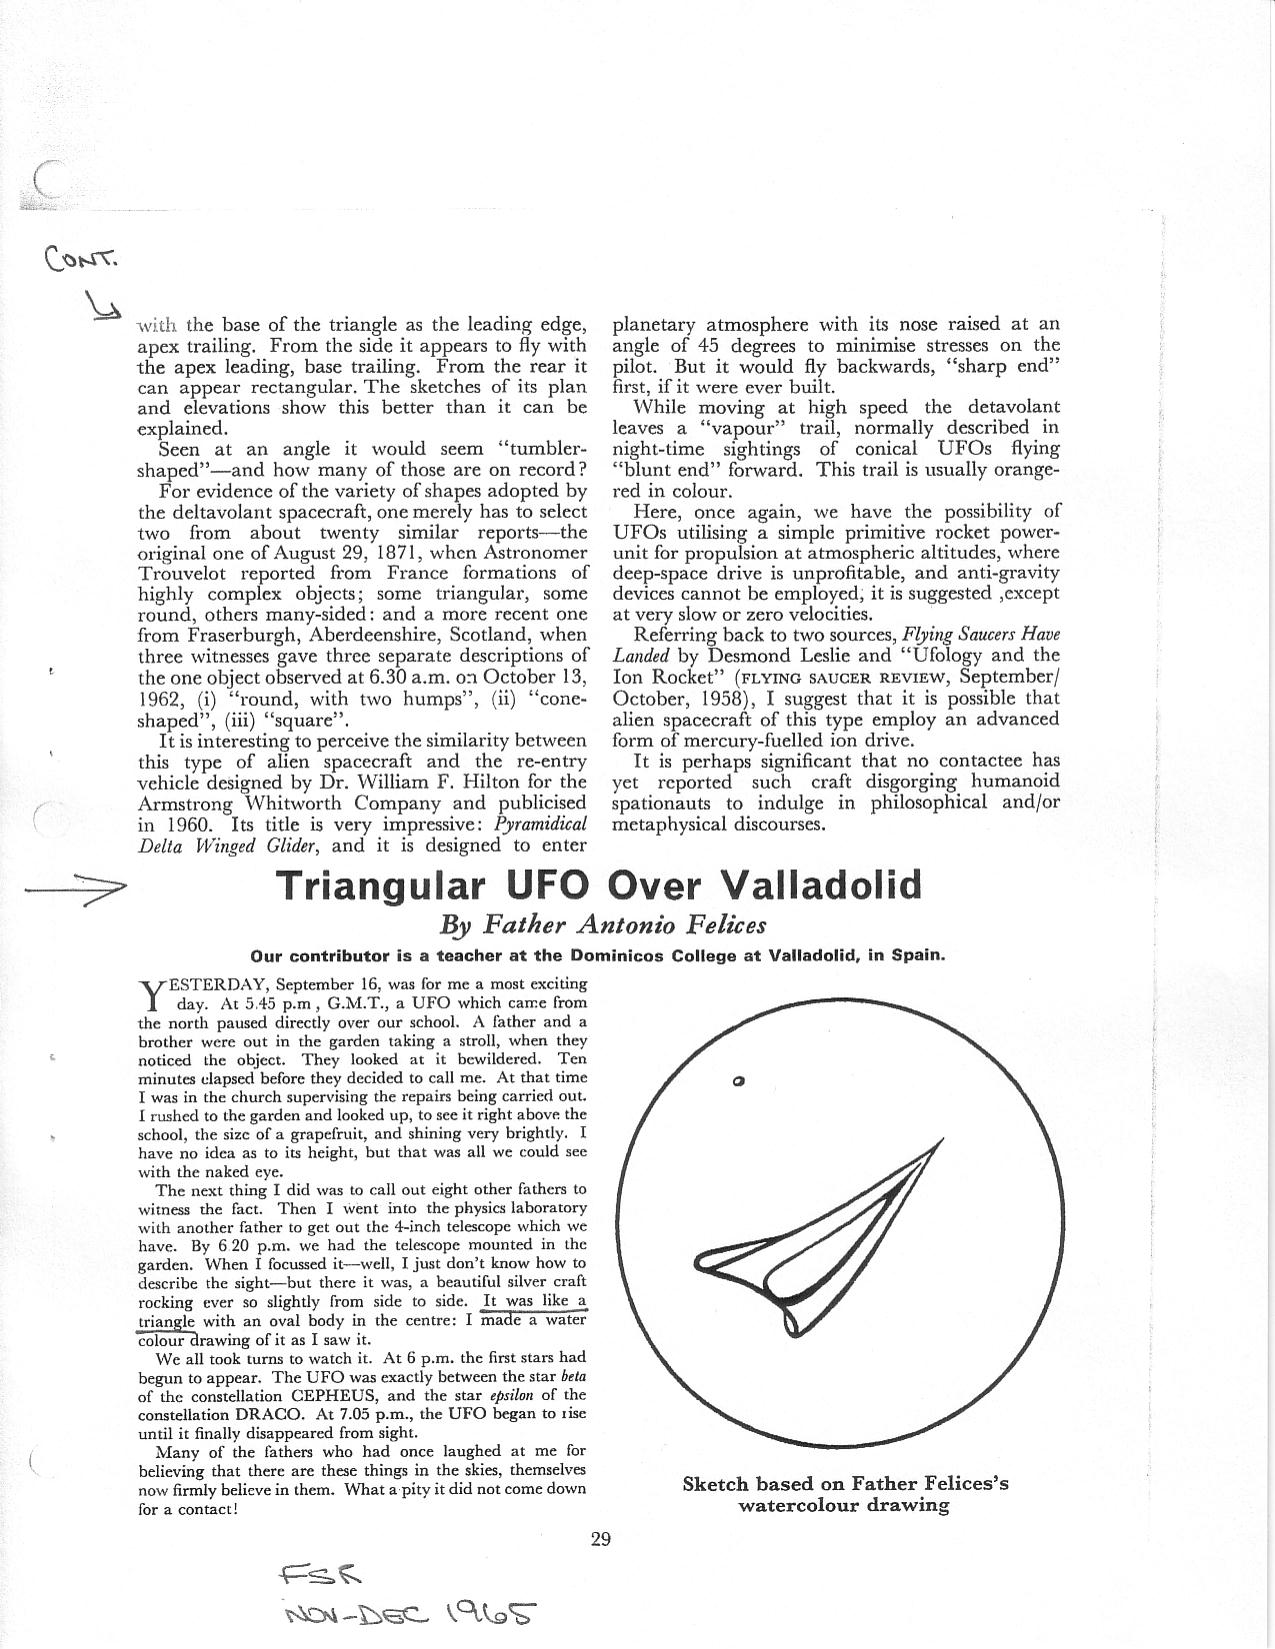 CONT.
with the base of the triangle as the leading edge,
apex trailing. From the side it appears to fly with
the apex leading, base trailing. From the rear it
can appear rectangular. The sketches of its plan
and elevations show this better than it can be
explained.
Seen at an angle it would seem “tumbler-
shaped”—and how many of those are on record?
For evidence of the variety of shapes adopted by
the deltavolant spacecraft, one merely has to select
two from about twenty similar reports—the
original one of August 29, 1871, when Astronomer
Trouvelot reported from France formations of
highly complex objects; some triangular, some
round, others many-sided: and a more recent one
from Fraserburgh, Aberdeenshire, Scotland, when
three witnesses gave three separate descriptions of
the one object observed at 6.30 a.m. on October 13,
1962, (i) “round, with two humps”, (ii) “cone-
shaped”, (iii) “square”.
It is interesting to perceive the similarity between
this type of alien spacecraft and the re-entry
vehicle designed by Dr. William F. Hilton for the
Armstrong Whitworth Company and publicised
in 1960. Its title is very impressive: Pyramidical
Delta Winged Glider, and it is designed to enter
planetary atmosphere with its nose raised at an
angle of 45 degrees to minimise stresses on the
pilot. But it would fly backwards, “sharp end”
first, if it were ever built.
While moving at high speed the detavolant
leaves a “vapour” trail, normally described in
night-time sightings of conical UFOs flying
“blunt end” forward. This trail is usually orange-
red in colour.
Here, once again, we have the possibility of
UFOs utilising a simple primitive rocket power-
unit for propulsion at atmospheric altitudes, where
deep-space drive is unprofitable, and anti-gravity
devices cannot be employed, it is suggested ,except
at very slow or zero velocities.
Referring back to two sources, Flying Saucers Have
Landed by Desmond Leslie and “Ufology and the
Ion Rocket” (FLYING SAUCER REVIEW, September/
October, 1958), I suggest that it is possible that
alien spacecraft of this type employ an advanced
form of mercury-fuelled ion drive.
It is perhaps significant that no contactee has
yet reported such craft disgorging humanoid
spationauts to indulge in philosophical and/or
metaphysical discourses.
Triangular UFO Over Valladolid
By Father Antonio Felices
Our contributor is a teacher at the Dominicos College at Valladolid, in Spain.
YESTERDAY, September 16, was for me a most exciting
day. At 5.45 p.m , G.M.T., a UFO which came from
the north paused directly over our school. A father and a
brother were out in the garden taking a stroll, when they
noticed the object. They looked at it bewildered. Ten
minutes elapsed before they decided to call me. At that time
I was in the church supervising the repairs being carried out.
I rushed to the garden and looked up, to see it right above the
school, the size of a grapefruit, and shining very brightly. I
have no idea as to its height, but that was all we could see
with the naked eye.
The next thing I did was to call out eight other fathers to
witness the fact. Then I went into the physics laboratory
with another father to get out the 4-inch telescope which we
have. By 6 20 p.m. we had the telescope mounted in the
garden. When I focussed it—well, I just don’t know how to
describe the sight—but there it was, a beautiful silver craft
rocking ever so slightly from side to side. It was like a
triangle with an oval body in the centre: I made a water
colour drawing of it as I saw it.
We all took turns to watch it. At 6 p.m. the first stars had
begun to appear. The UFO was exactly between the star beta
of the constellation CEPHEUS, and the star epsilon of the
constellation DRACO. At 7.05 p.m., the UFO began to rise
until it finally disappeared from sight.
Many of the fathers who had once laughed at me for
believing that there are these things in the skies, themselves
now firmly believe in them. What a pity it did not come down
for a contact!
Sketch based on Father Felices’s
watercolour drawing
29
FSR
NOV-DEC 1965